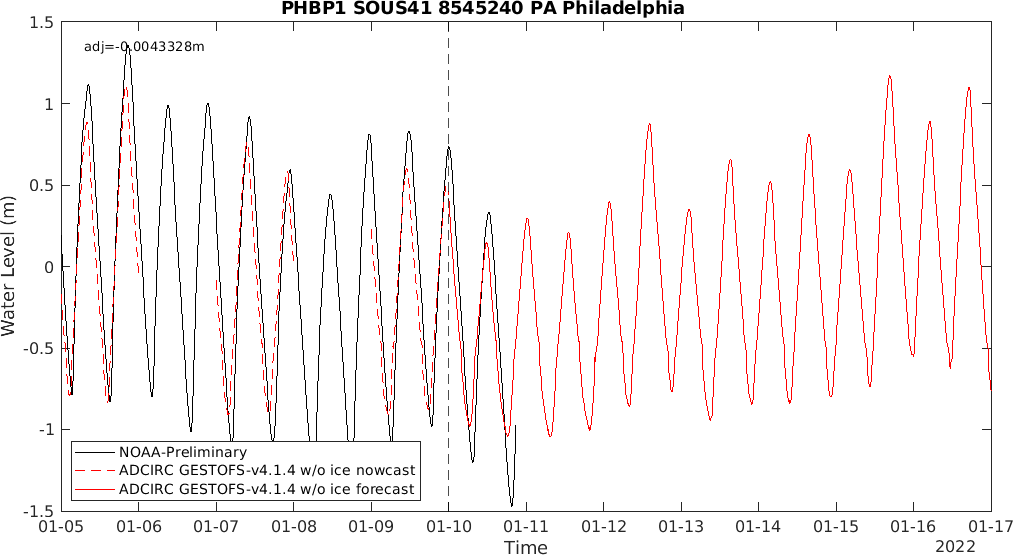 PHBP1 SOUS41 8545240 PA Philadelphia
1.5
adj=-0.0043328m
1
0.5
0
-0.5
-1
-1.5
Water Level (m)
NOAA-Preliminary
ADCIRC GESTOFS-v4.1.4 w/o ice nowcast
ADCIRC GESTOFS-v4.1.4 w/o ice forecast
01-05 01-06 01-07 01-08 01-09 01-10 01-11 01-12 01-13 01-14 01-15 01-16 01-17
Time
2022